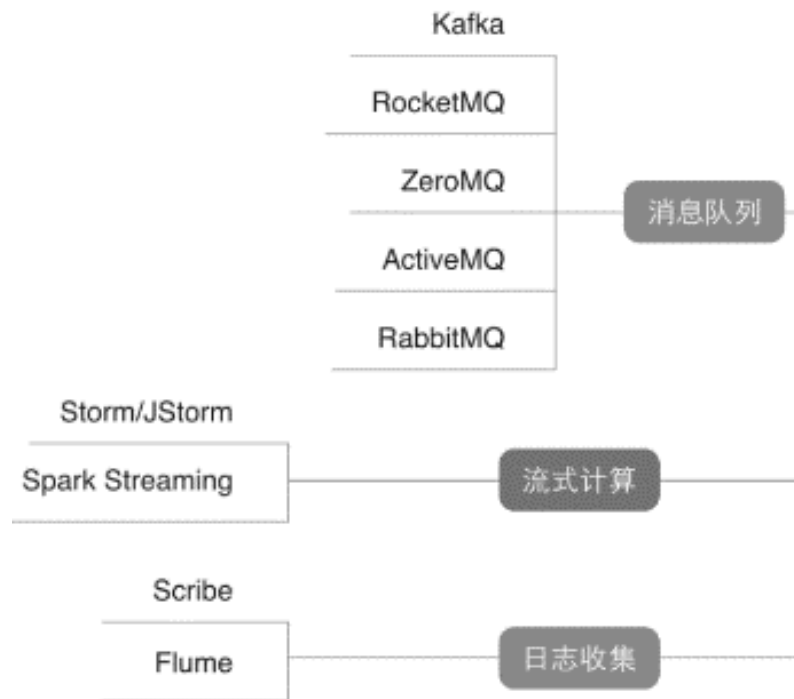 Kafka
RocketMQ
ZeroMQ
消息队列
ActiveMQ
RabbitMQ
Storm/JStorm
Spark Streaming
流式计算
Scribe
Flume
日志收集